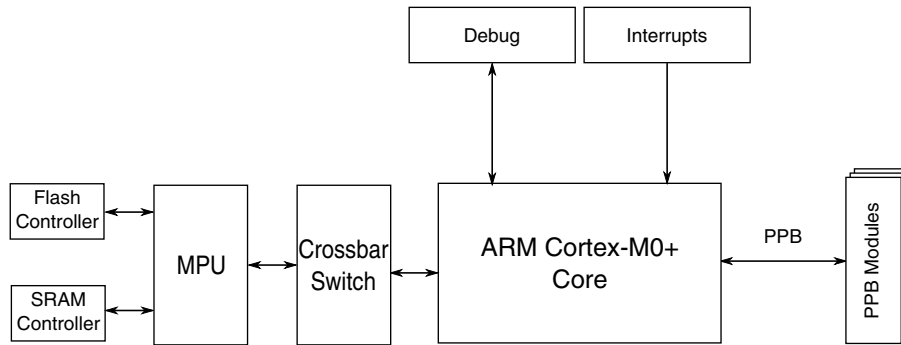 Debug
Interrupts
Flash
Controller
MPU
Crossbar
Switch
ARM Cortex-M0+
Core
PPB
PPB Modules
SRAM
Controller